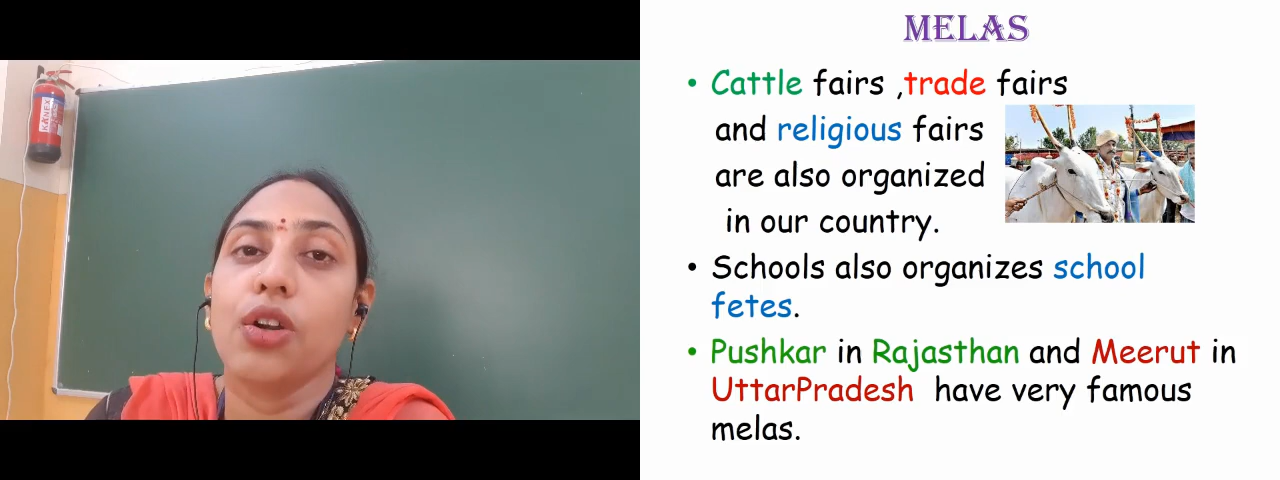 MELAS
• Cattle fairs ,trade fairs
and religious fairs
are also organized
in our country.
• Schools also organizes school
fetes.
• Pushkar in Rajasthan and Meerut in
UttarPradesh have very famous
melas.
KANEX